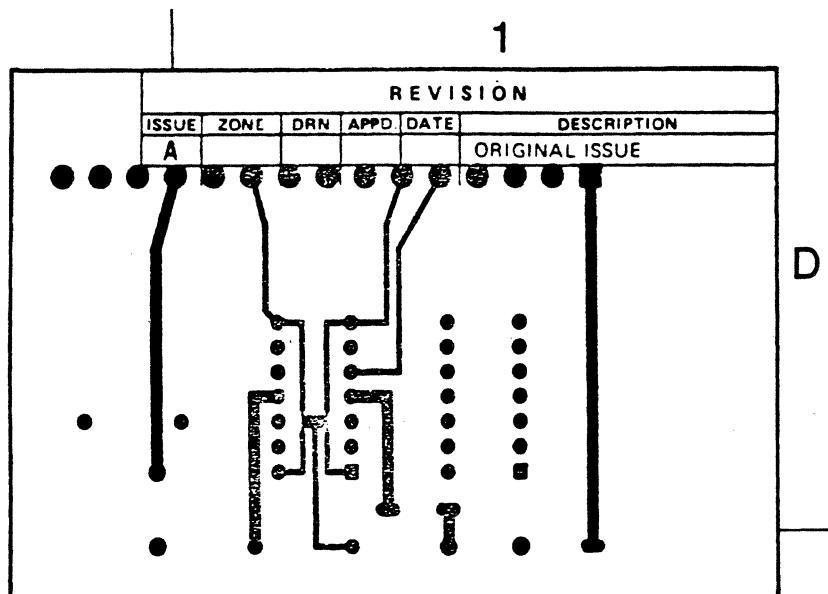 1
REVISION
ISSUE ZONE DRN APPD. DATE DESCRIPTION
A ORIGINAL ISSUE
D